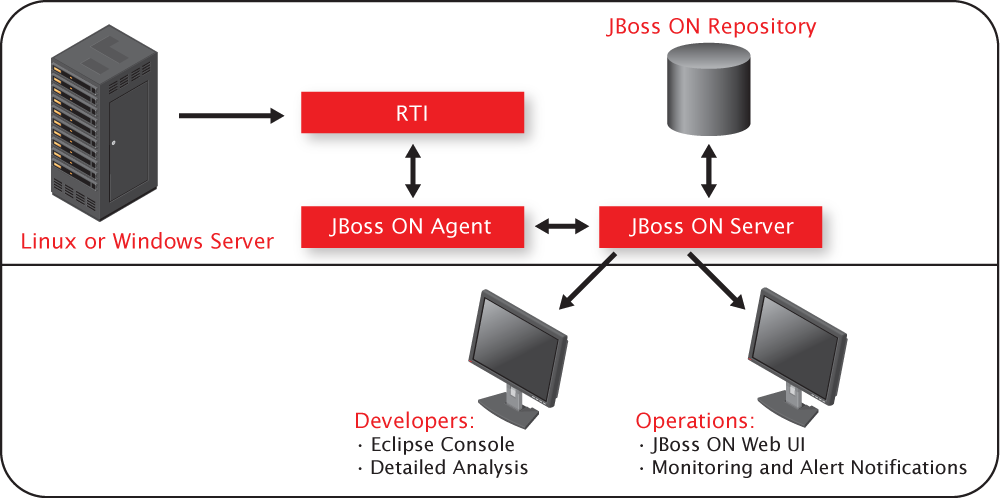 JBoss ON Repository
RTI
Linux or Windows Server
JBoss ON Agent
JBoss ON Server
Developers:
· Eclipse Console
· Detailed Analysis
Operations:
· JBoss ON Web UI
· Monitoring and Alert Notifications